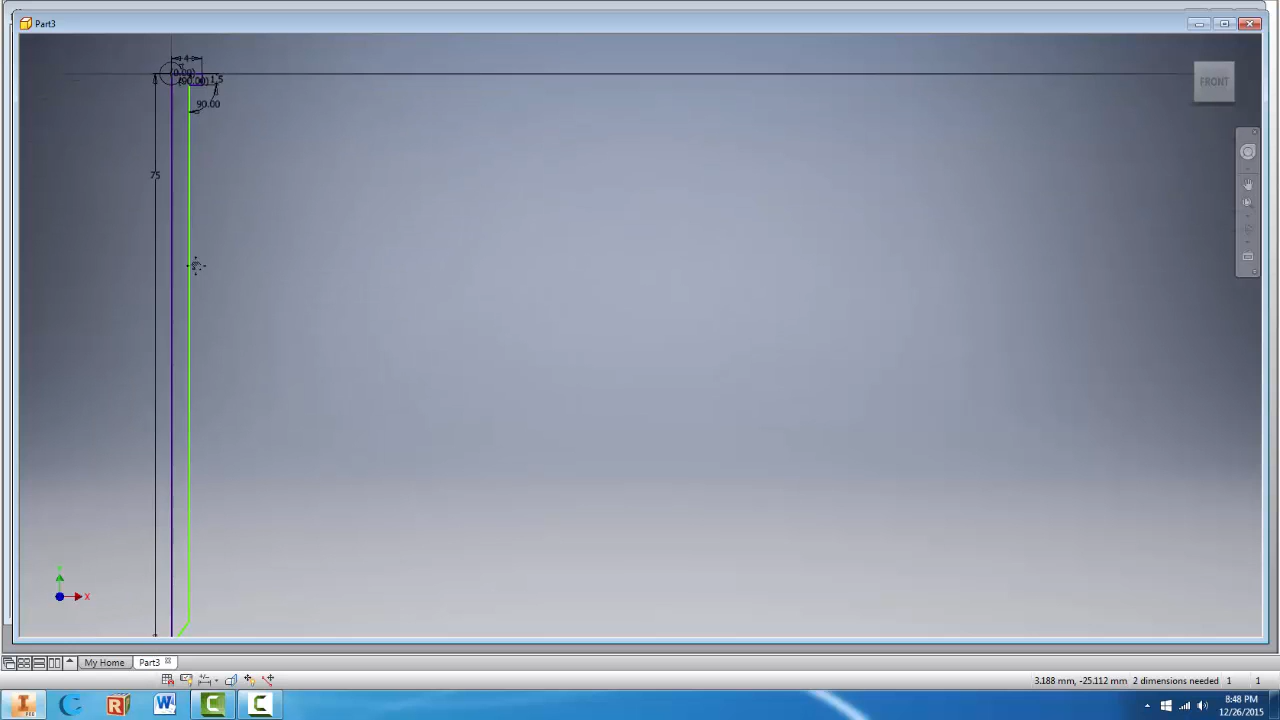 Part3
FRONT
4
1.5
90.00
75
Y
X
My Home
Part3
3.188 mm, -25.112 mm 2 dimensions needed 1 1
8:48 PM
12/26/2015